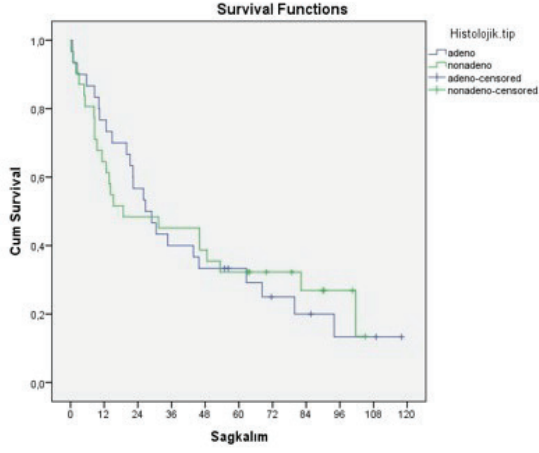 Survival Functions
Histolojik.tip
adeno
nonadeno
adeno-censored
nonadeno-censored
Cum Survival
1,0
0,8
0,6
0,4
0,2
0,0
0 12 24 36 48 60 72 84 96 108 120
Sagkalım